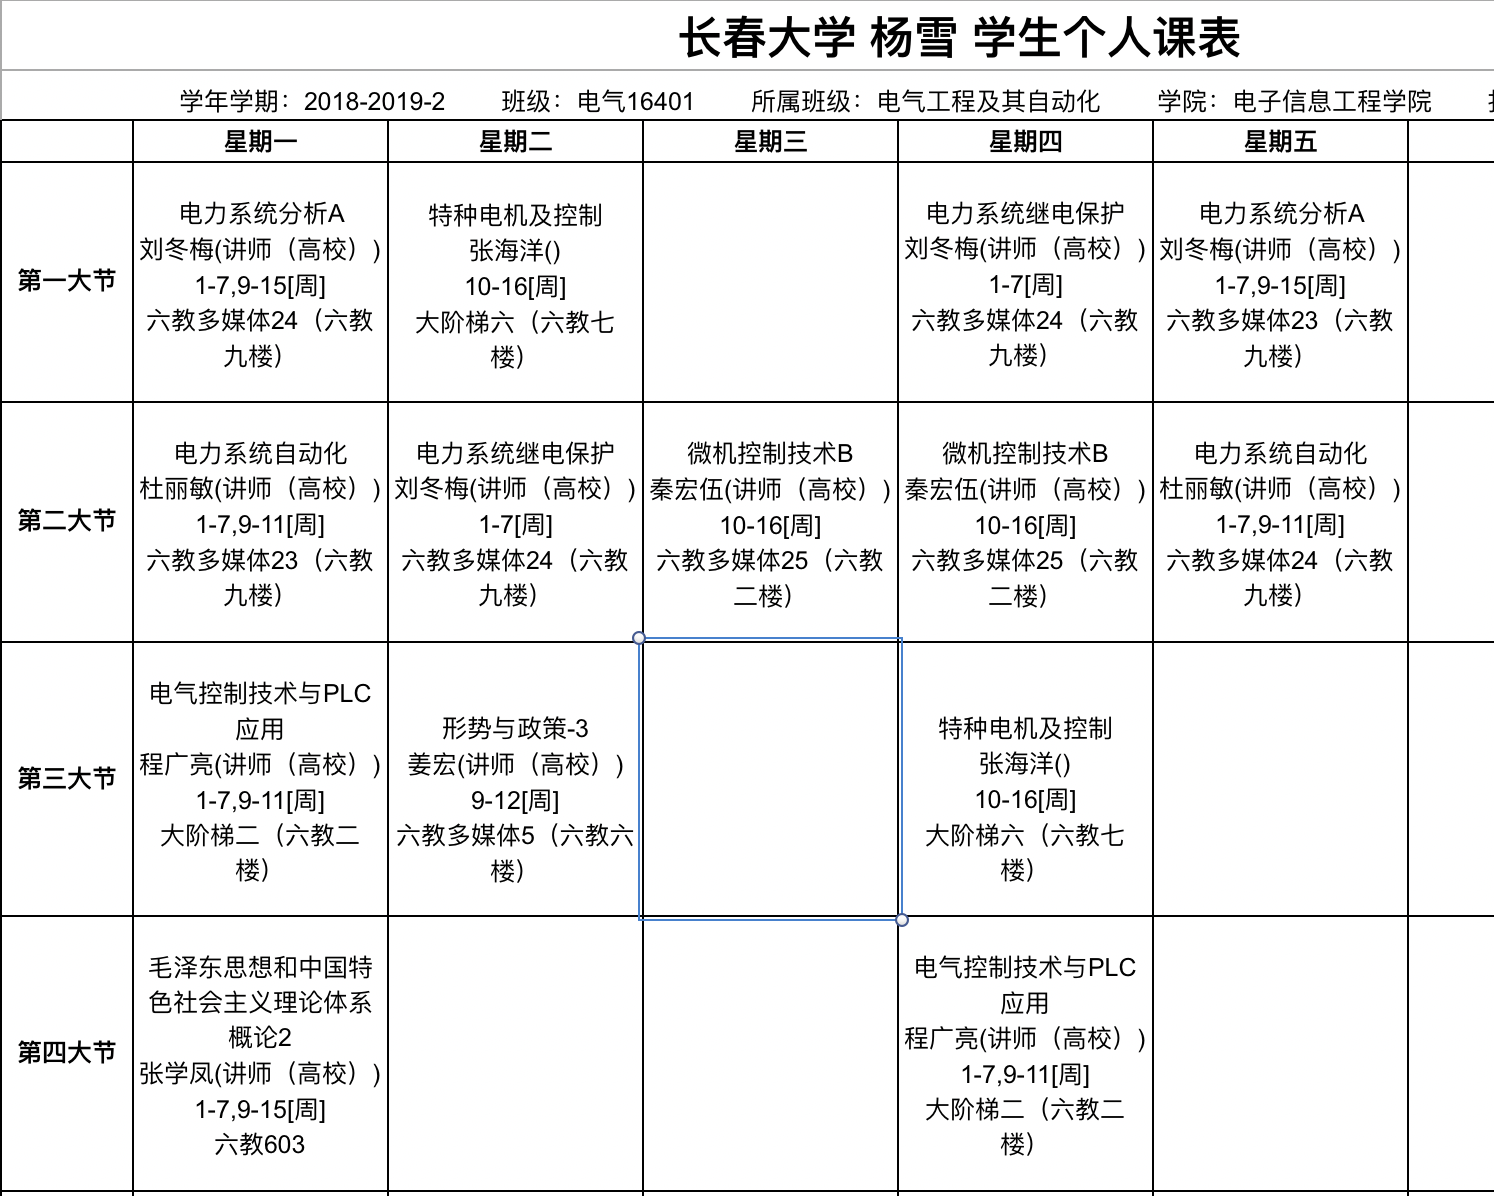 长春大学 杨雪 学生个人课表
学年学期：2018-2019-2 班级：电气16401 所属班级：电气工程及其自动化 学院：电子信息工程学院
星期一 星期二 星期三 星期四 星期五
第一大节
电力系统分析A
刘冬梅(讲师（高校）)
1-7,9-15[周]
六教多媒体24（六教
九楼）
特种电机及控制
张海洋()
10-16[周]
大阶梯六（六教七
楼）
电力系统继电保护
刘冬梅(讲师（高校）)
1-7[周]
六教多媒体24（六教
九楼）
电力系统分析A
刘冬梅(讲师（高校）)
1-7,9-15[周]
六教多媒体23（六教
九楼）
第二大节
电力系统自动化
杜丽敏(讲师（高校）)
1-7,9-11[周]
六教多媒体23（六教
九楼）
电力系统继电保护
刘冬梅(讲师（高校）)
1-7[周]
六教多媒体24（六教
九楼）
微机控制技术B
秦宏伍(讲师（高校）)
10-16[周]
六教多媒体25（六教
二楼）
微机控制技术B
秦宏伍(讲师（高校）)
10-16[周]
六教多媒体25（六教
二楼）
电力系统自动化
杜丽敏(讲师（高校）)
1-7,9-11[周]
六教多媒体24（六教
九楼）
第三大节
电气控制技术与PLC
应用
程广亮(讲师（高校）)
1-7,9-11[周]
大阶梯二（六教二
楼）
形势与政策-3
姜宏(讲师（高校）)
9-12[周]
六教多媒体5（六教六
楼）
特种电机及控制
张海洋()
10-16[周]
大阶梯六（六教七
楼）
第四大节
毛泽东思想和中国特
色社会主义理论体系
概论2
张学凤(讲师（高校）)
1-7,9-15[周]
六教603
电气控制技术与PLC
应用
程广亮(讲师（高校）)
1-7,9-11[周]
大阶梯二（六教二
楼）